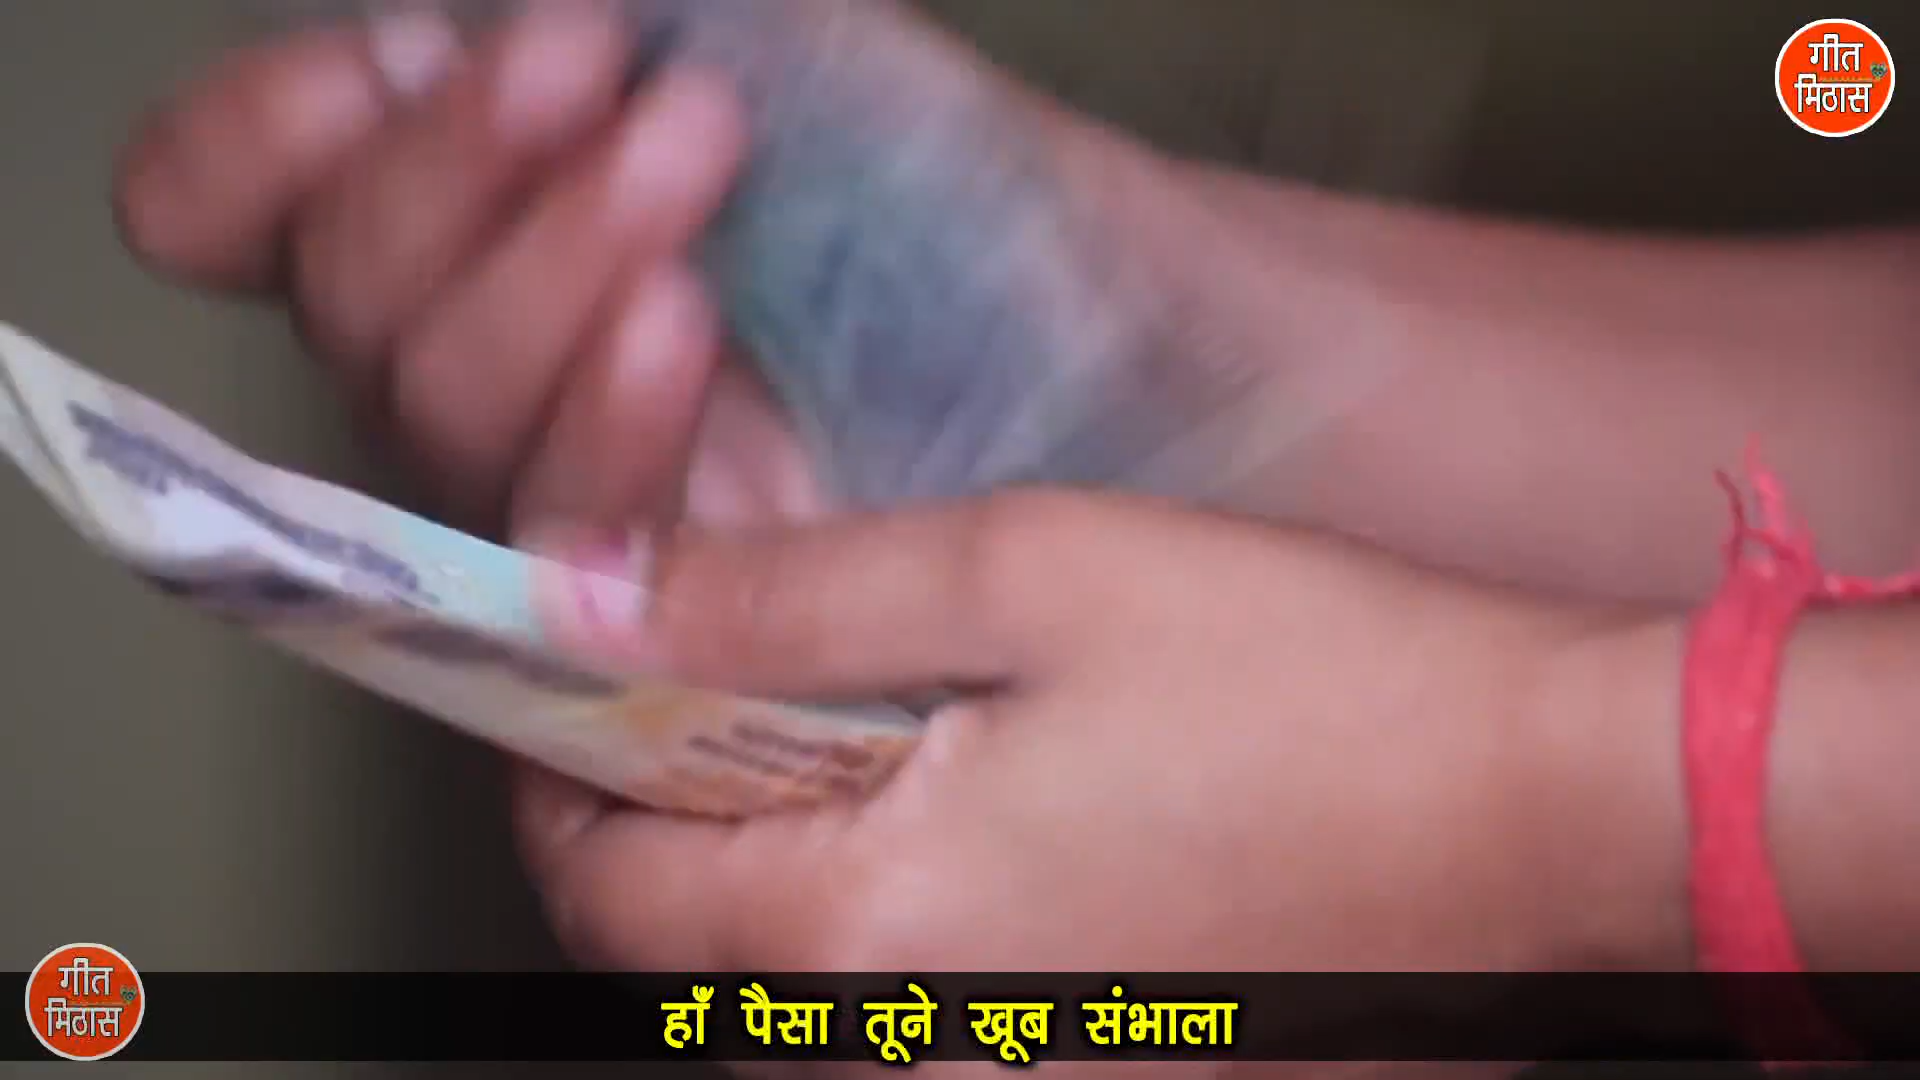 गीत
मिठास
गीत
मिठास
हाँ पैसा तूने खूब संभाला